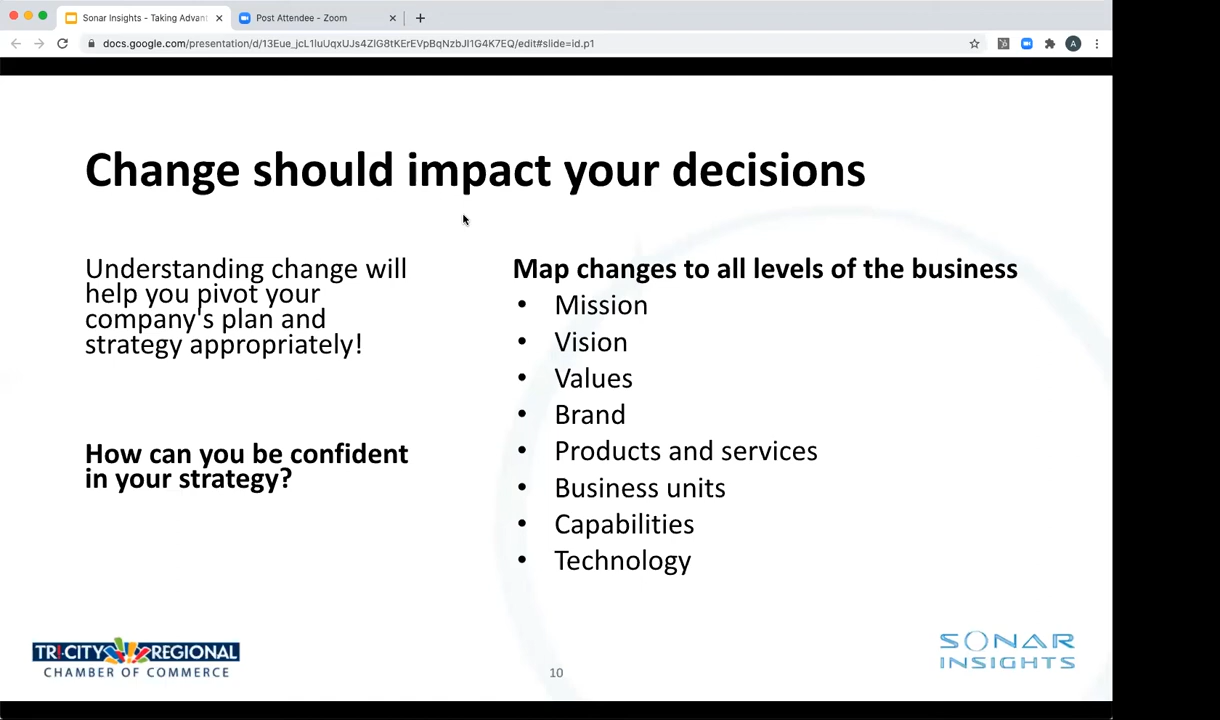 Sonar Insights - Taking Advan
Post Attendee - Zoom
docs.google.com/presentation/d/13Eue_jcL1luUqxUJs4ZlG8tKErEVpBqNzbJl1G4K7EQ/edit#slide=id.p1
A
Change should impact your decisions
Understanding change will
help you pivot your
company's plan and
strategy appropriately!
How can you be confident
in your strategy?
Map changes to all levels of the business
• Mission
• Vision
• Values
• Brand
• Products and services
• Business units
• Capabilities
• Technology
TRI-CITY REGIONAL
CHAMBER OF COMMERCE
10
SONAR
INSIGHTS